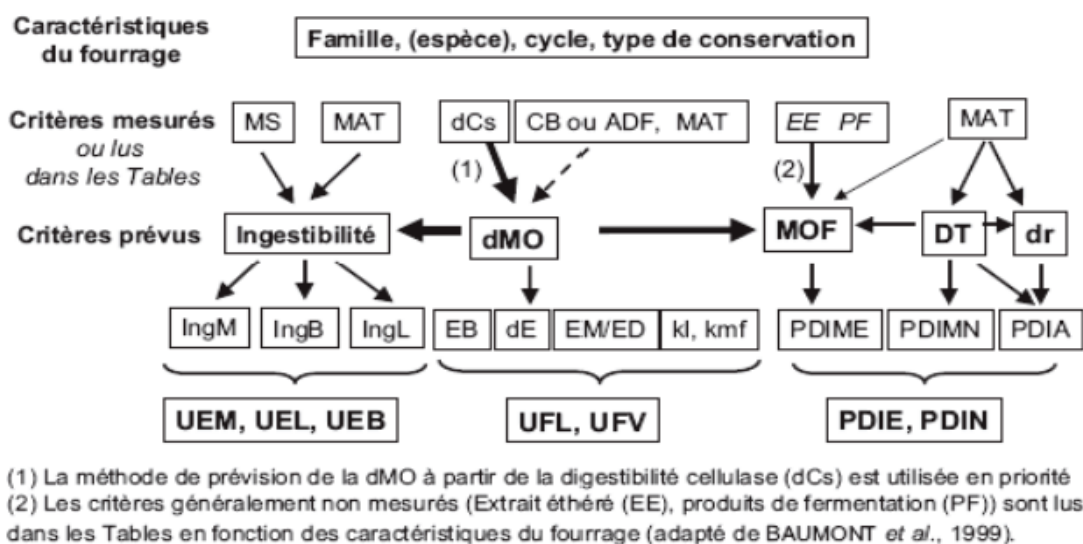 Caractéristiques
du fourrage
Famille, (espèce), cycle, type de conservation
Critères mesurés
ou lus
dans les Tables
MS MAT dCs CB ou ADF, MAT EE PF MAT
(1) (2)
Critères prévus Ingestibilité dMO MOF DT dr
IngM IngB IngL EB dE EM/ED kl, kmf PDIME PDIMN PDIA
UEM, UEL, UEB UFL, UFV PDIE, PDIN
(1) La méthode de prévision de la dMO à partir de la digestibilité cellulase (dCs) est utilisée en priorité
(2) Les critères généralement non mesurés (Extrait éthéré (EE), produits de fermentation (PF)) sont lus
dans les Tables en fonction des caractéristiques du fourrage (adapté de BAUMONT et al., 1999).